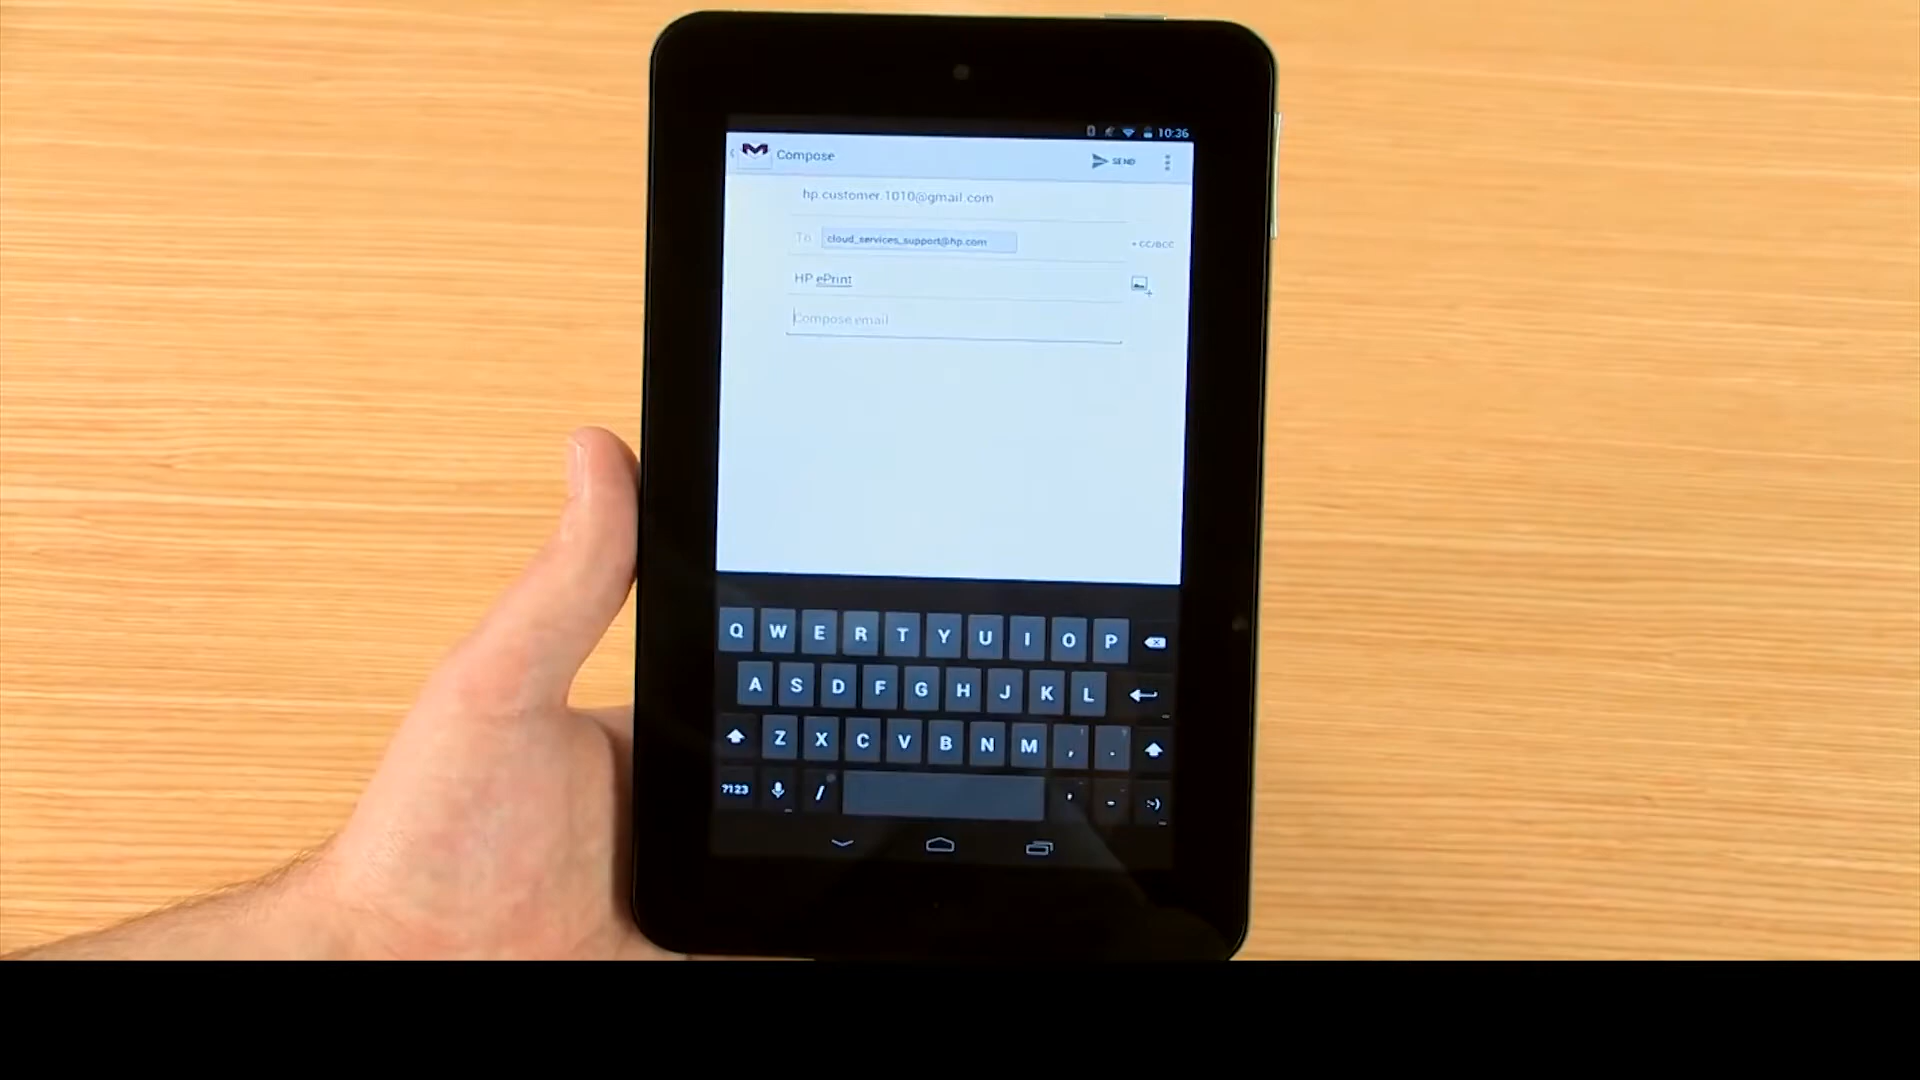 10:36
Compose SEND
hp.customer.1010@gmail.com
To cloud_services_support@hp.com + CC/BCC
HP ePrint
Compose email
Q W E R T Y U I O P
A S D F G H J K L
Z X C V B N M , .
?123 / ' - :-)